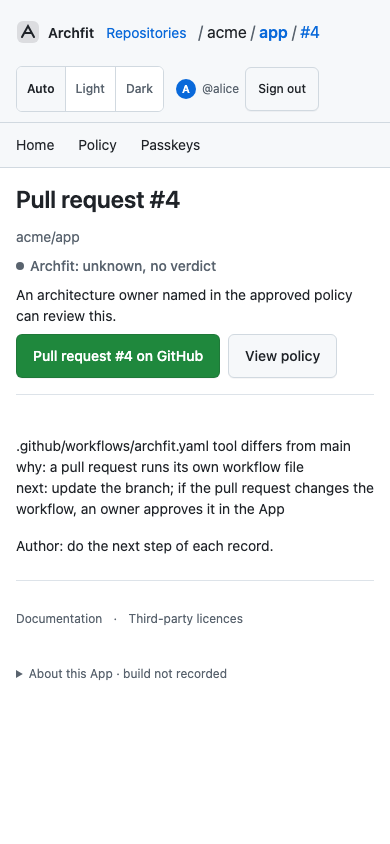 Archfit Repositories / acme / app / #4
Auto Light Dark A @alice Sign out
Home Policy Passkeys
Pull request #4
acme/app
Archfit: unknown, no verdict
An architecture owner named in the approved policy
can review this.
Pull request #4 on GitHub View policy
.github/workflows/archfit.yaml tool differs from main
why: a pull request runs its own workflow file
next: update the branch; if the pull request changes the
workflow, an owner approves it in the App
Author: do the next step of each record.
Documentation · Third-party licences
About this App · build not recorded